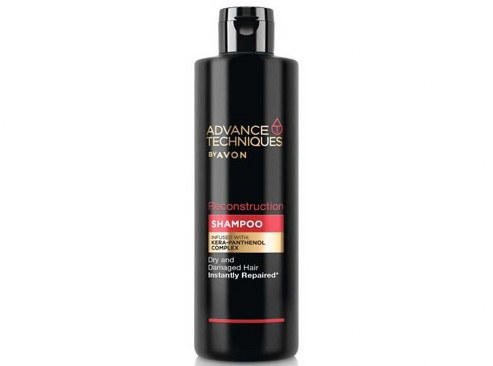 ADVANCE
TECHNIQUES
BY AVON
Reconstruction
SHAMPOO
INFUSED WITH
KERA-PANTHENOL
COMPLEX
Dry and
Damaged Hair
Instantly Repaired*